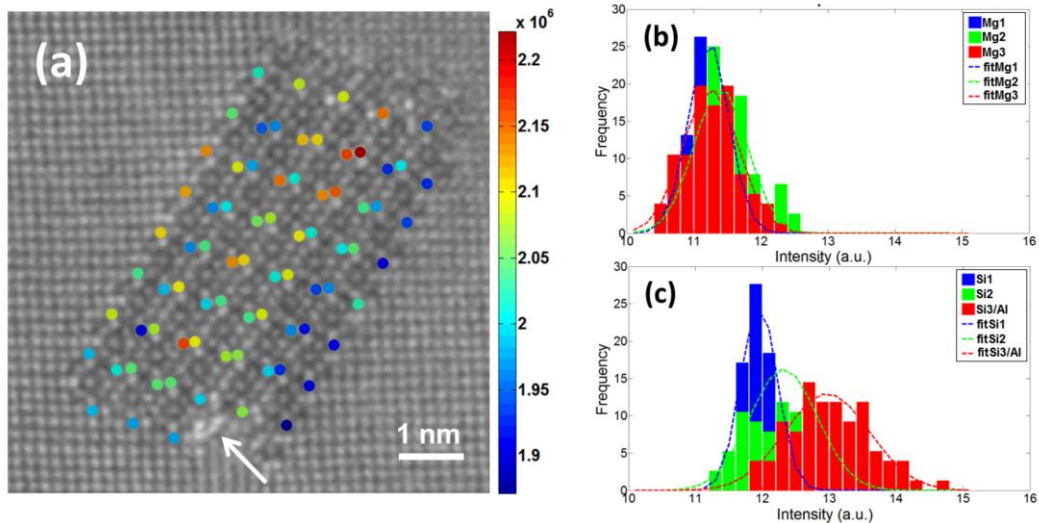 (a)
1 nm
x 10⁶
2.2
2.15
2.1
2.05
2
1.95
1.9
(b)
30
25
20
15
10
5
0
Frequency
Mg1
Mg2
Mg3
fitMg1
fitMg2
fitMg3
10 11 12 13 14 15 16
Intensity (a.u.)
(c)
30
25
20
15
10
5
0
Frequency
Si1
Si2
Si3/Al
fitSi1
fitSi2
fitSi3/Al
10 11 12 13 14 15 16
Intensity (a.u.)